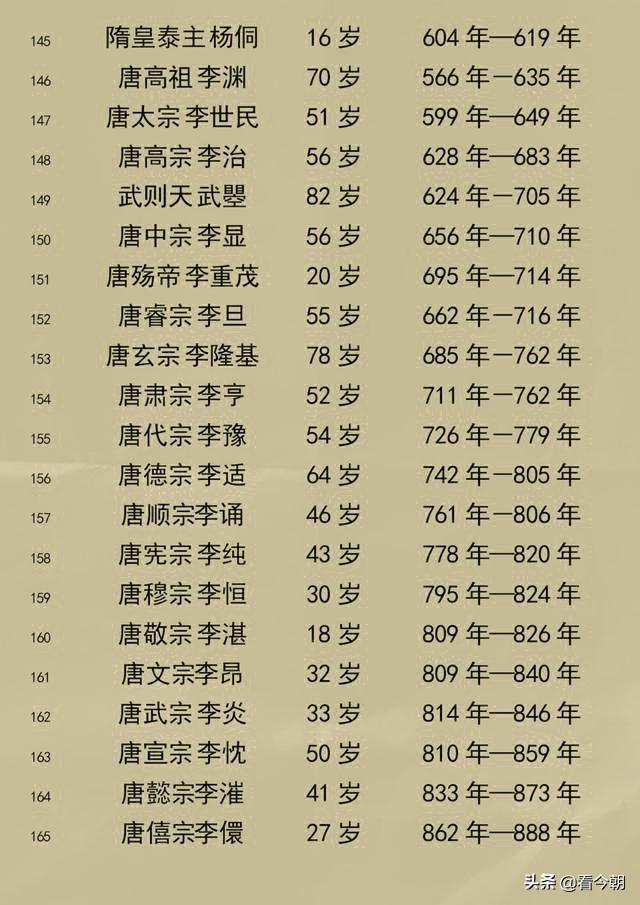 145 隋皇泰主 杨侗 16 岁 604 年—619 年
146 唐高祖 李渊 70 岁 566 年—635 年
147 唐太宗 李世民 51 岁 599 年—649 年
148 唐高宗 李治 56 岁 628 年—683 年
149 武则天 武曌 82 岁 624 年—705 年
150 唐中宗 李显 56 岁 656 年—710 年
151 唐殇帝 李重茂 20 岁 695 年—714 年
152 唐睿宗 李旦 55 岁 662 年—716 年
153 唐玄宗 李隆基 78 岁 685 年—762 年
154 唐肃宗 李亨 52 岁 711 年—762 年
155 唐代宗 李豫 54 岁 726 年—779 年
156 唐德宗 李适 64 岁 742 年—805 年
157 唐顺宗李诵 46 岁 761 年—806 年
158 唐宪宗 李纯 43 岁 778 年—820 年
159 唐穆宗 李恒 30 岁 795 年—824 年
160 唐敬宗 李湛 18 岁 809 年—826 年
161 唐文宗李昂 32 岁 809 年—840 年
162 唐武宗 李炎 33 岁 814 年—846 年
163 唐宣宗 李忱 50 岁 810 年—859 年
164 唐懿宗李漼 41 岁 833 年—873 年
165 唐僖宗李儇 27 岁 862 年—888 年
头条 @看今朝